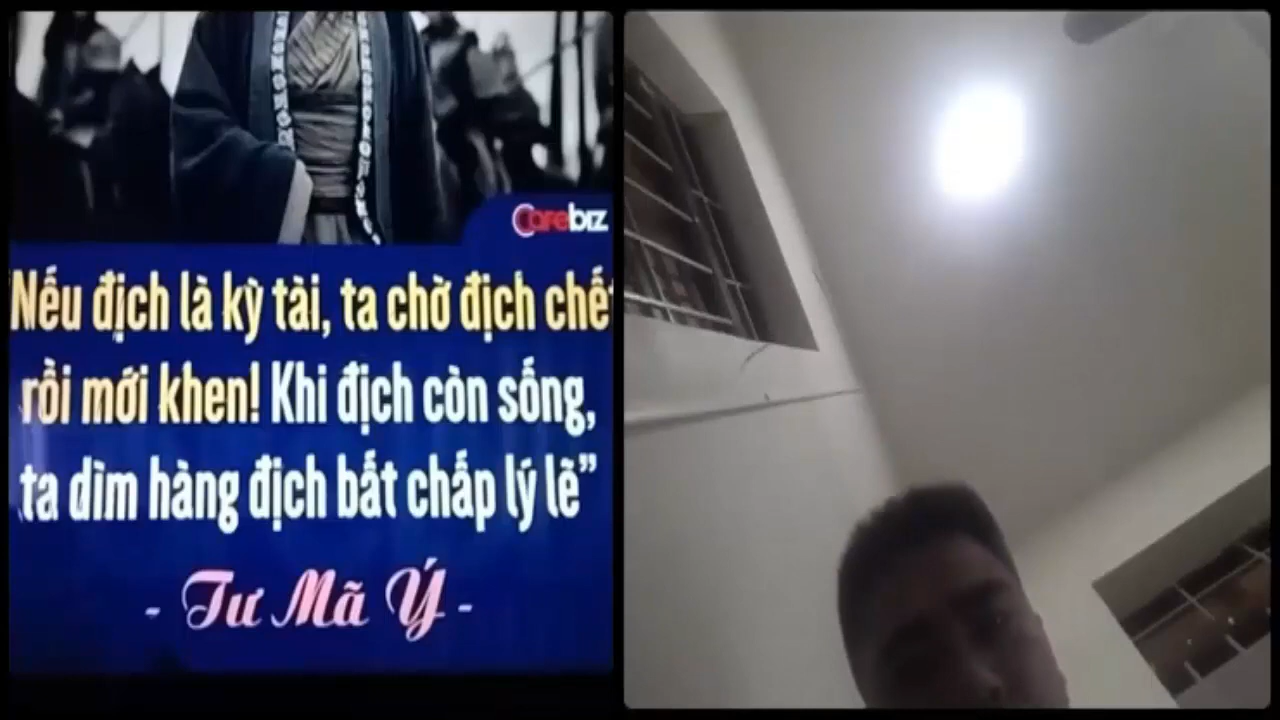 Cafebiz
"Nếu địch là kỳ tài, ta chờ địch chết
rồi mới khen! Khi địch còn sống,
ta dìm hàng địch bất chấp lý lẽ”
- Tư Mã Ý -